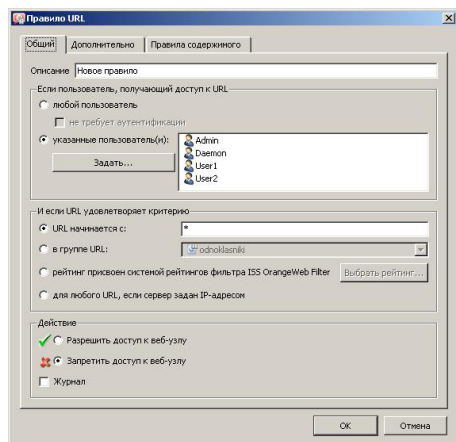 Правило URL
Общий Дополнительно Правила содержимого
Описание Новое правило
Если пользователь, получающий доступ к URL
любой пользователь
не требует аутентификации
указанные пользователь(и):
Задать...
Admin
Daemon
User1
User2
И если URL удовлетворяет критерию
URL начинается с: *
в группе URL: odnoklasniki
рейтинг присвоен системой рейтингов фильтра ISS OrangeWeb Filter Выбрать рейтинг...
для любого URL, если сервер задан IP-адресом
Действие
Разрешить доступ к веб-узлу
Запретить доступ к веб-узлу
Журнал
OK Отмена